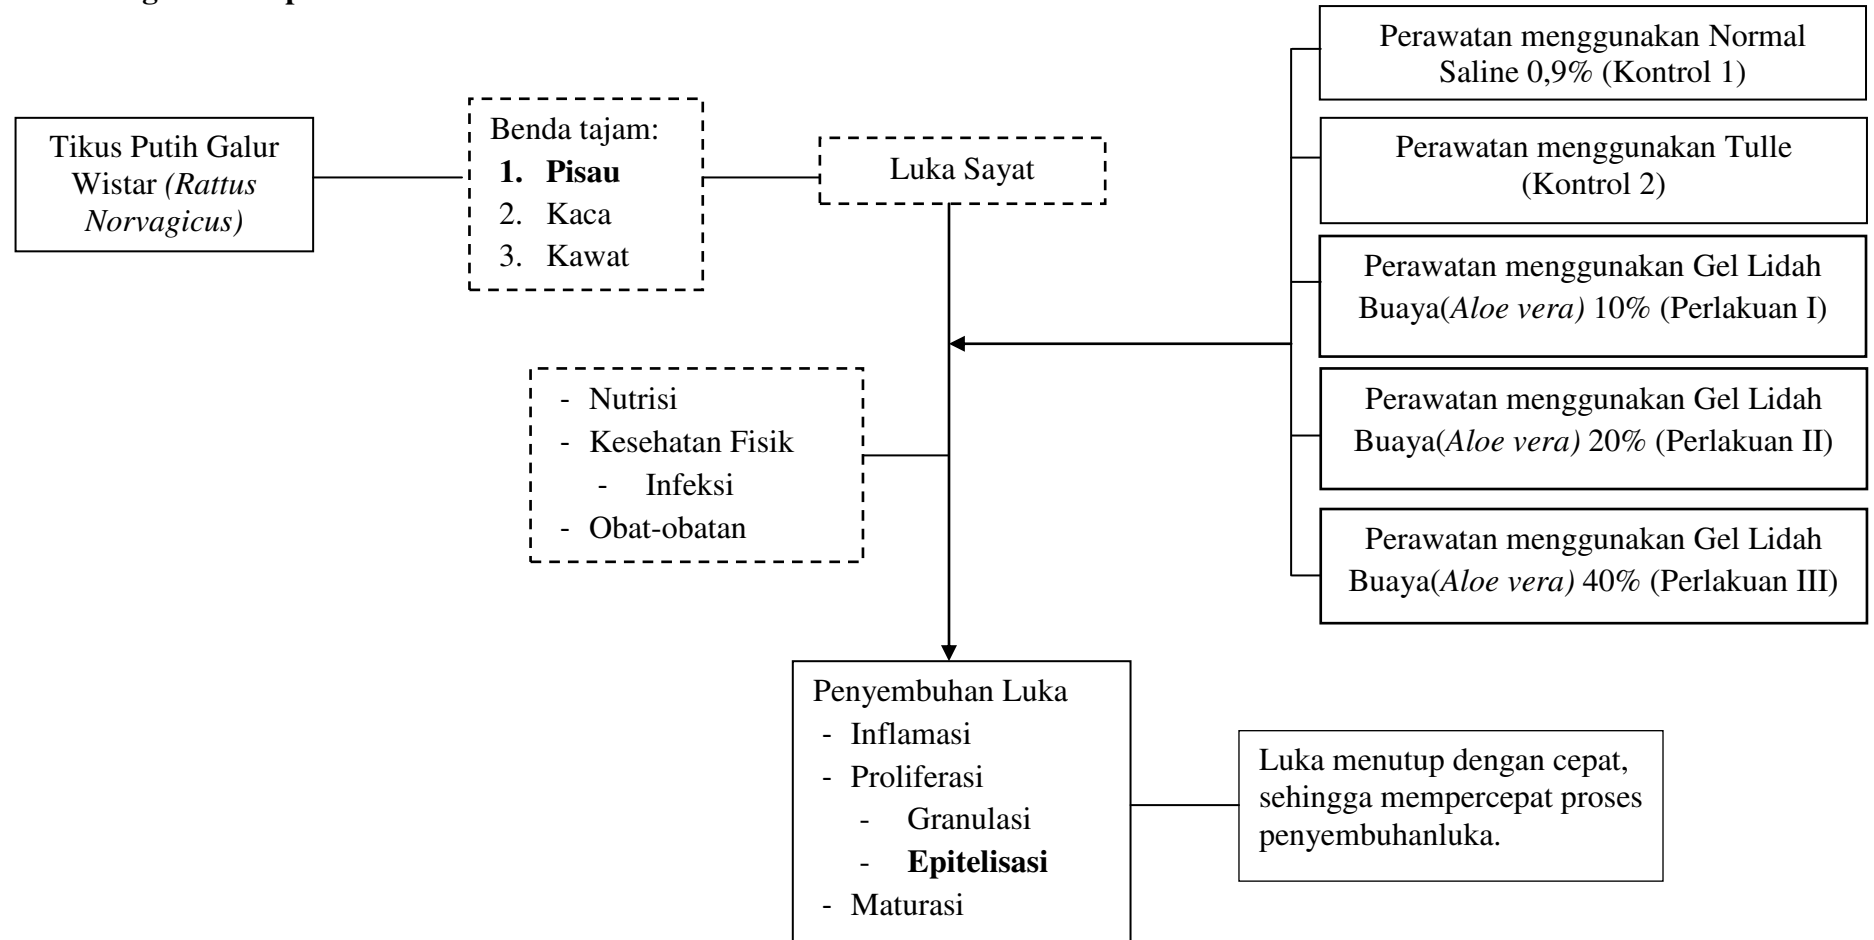 Tikus Putih Galur
Wistar (Rattus
Norvagicus)
Benda tajam:
1. Pisau
2. Kaca
3. Kawat
Luka Sayat
Perawatan menggunakan Normal
Saline 0,9% (Kontrol 1)
Perawatan menggunakan Tulle
(Kontrol 2)
Perawatan menggunakan Gel Lidah
Buaya(Aloe vera) 10% (Perlakuan I)
Perawatan menggunakan Gel Lidah
Buaya(Aloe vera) 20% (Perlakuan II)
Perawatan menggunakan Gel Lidah
Buaya(Aloe vera) 40% (Perlakuan III)
- Nutrisi
- Kesehatan Fisik
- Infeksi
- Obat-obatan
Penyembuhan Luka
- Inflamasi
- Proliferasi
- Granulasi
- Epitelisasi
- Maturasi
Luka menutup dengan cepat,
sehingga mempercepat proses
penyembuhanluka.